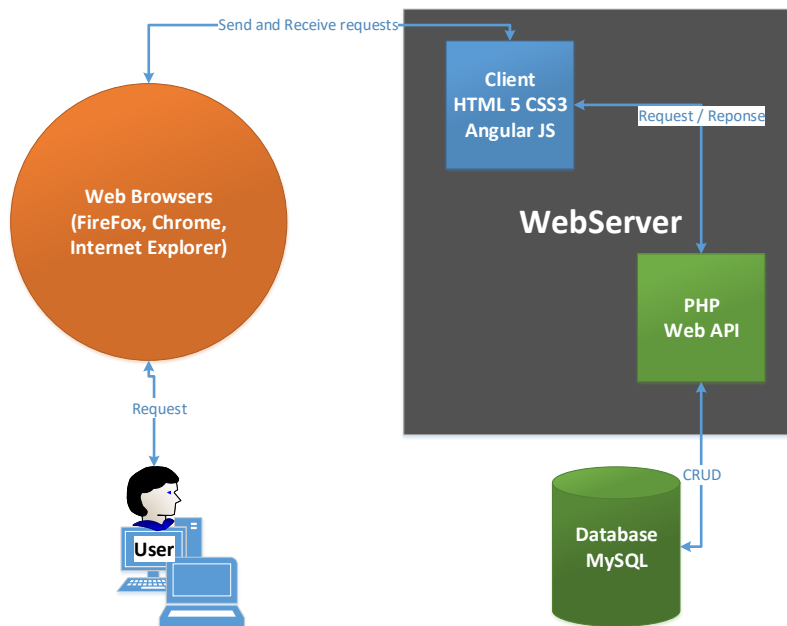 Send and Receive requests
Client
HTML 5 CSS3
Angular JS
Request / Reponse
Web Browsers
(FireFox, Chrome,
Internet Explorer)
WebServer
PHP
Web API
Request
CRUD
User
Database
MySQL